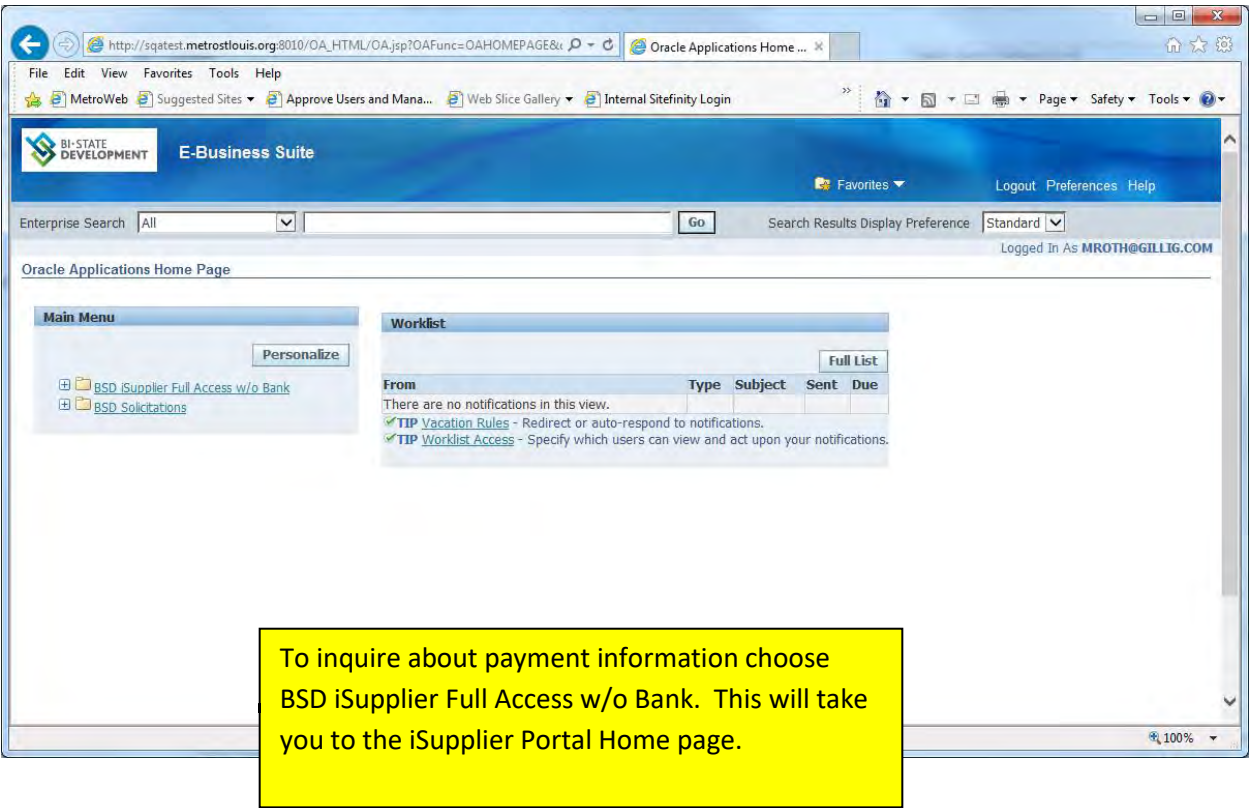 http://sqatest.metrostlouis.org:8010/OA_HTML/OA.jsp?OAFunc=OAHOMEPAGE&
Oracle Applications Home ...
File Edit View Favorites Tools Help
MetroWeb Suggested Sites Approve Users and Mana... Web Slice Gallery Internal Sitefinity Login
» Page Safety Tools
BI-STATE
DEVELOPMENT
E-Business Suite
Favorites
Logout Preferences Help
Enterprise Search All Go Search Results Display Preference Standard
Logged In As MROTH@GILLIG.COM
Oracle Applications Home Page
Main Menu
Personalize
BSD iSupplier Full Access w/o Bank
BSD Solicitations
Worklist
Full List
From Type Subject Sent Due
There are no notifications in this view.
TIP Vacation Rules - Redirect or auto-respond to notifications.
TIP Worklist Access - Specify which users can view and act upon your notifications.
To inquire about payment information choose
BSD iSupplier Full Access w/o Bank. This will take
you to the iSupplier Portal Home page.
100%